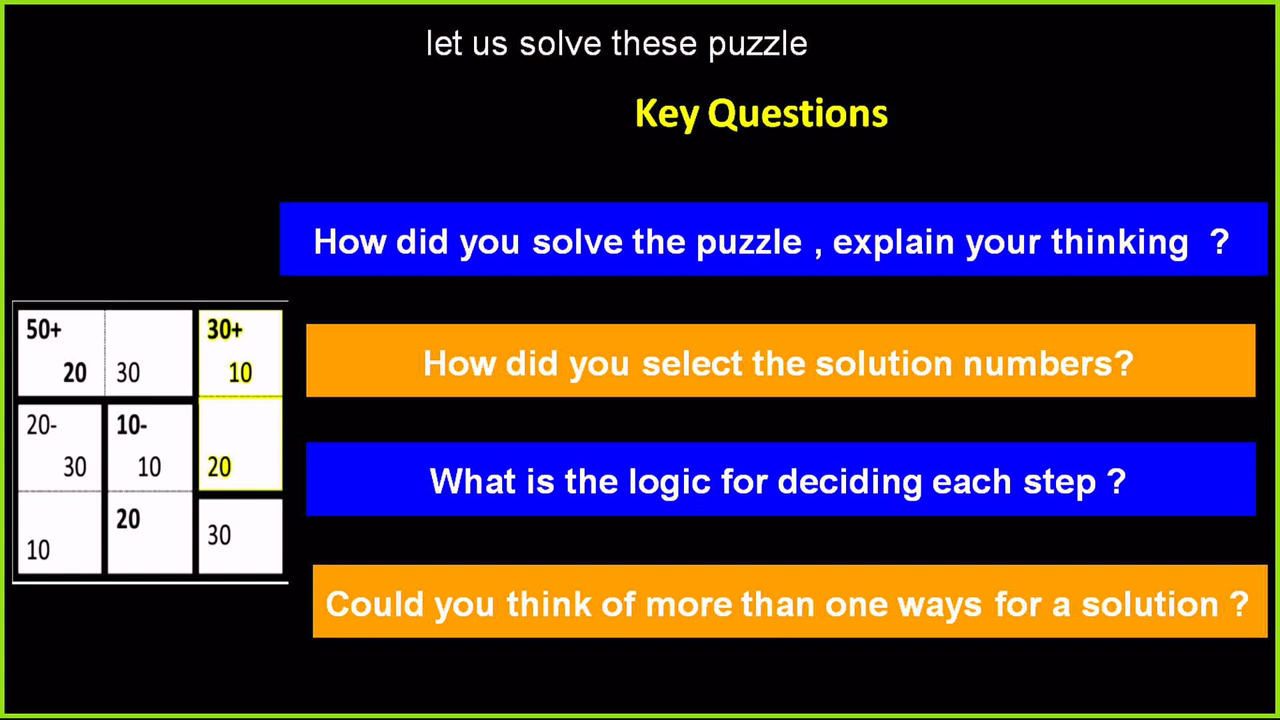 let us solve these puzzle
Key Questions
How did you solve the puzzle , explain your thinking ?
How did you select the solution numbers?
What is the logic for deciding each step ?
Could you think of more than one ways for a solution ?
50+ 30+
20 30 10
20- 10-
30 10 20
10 20 30